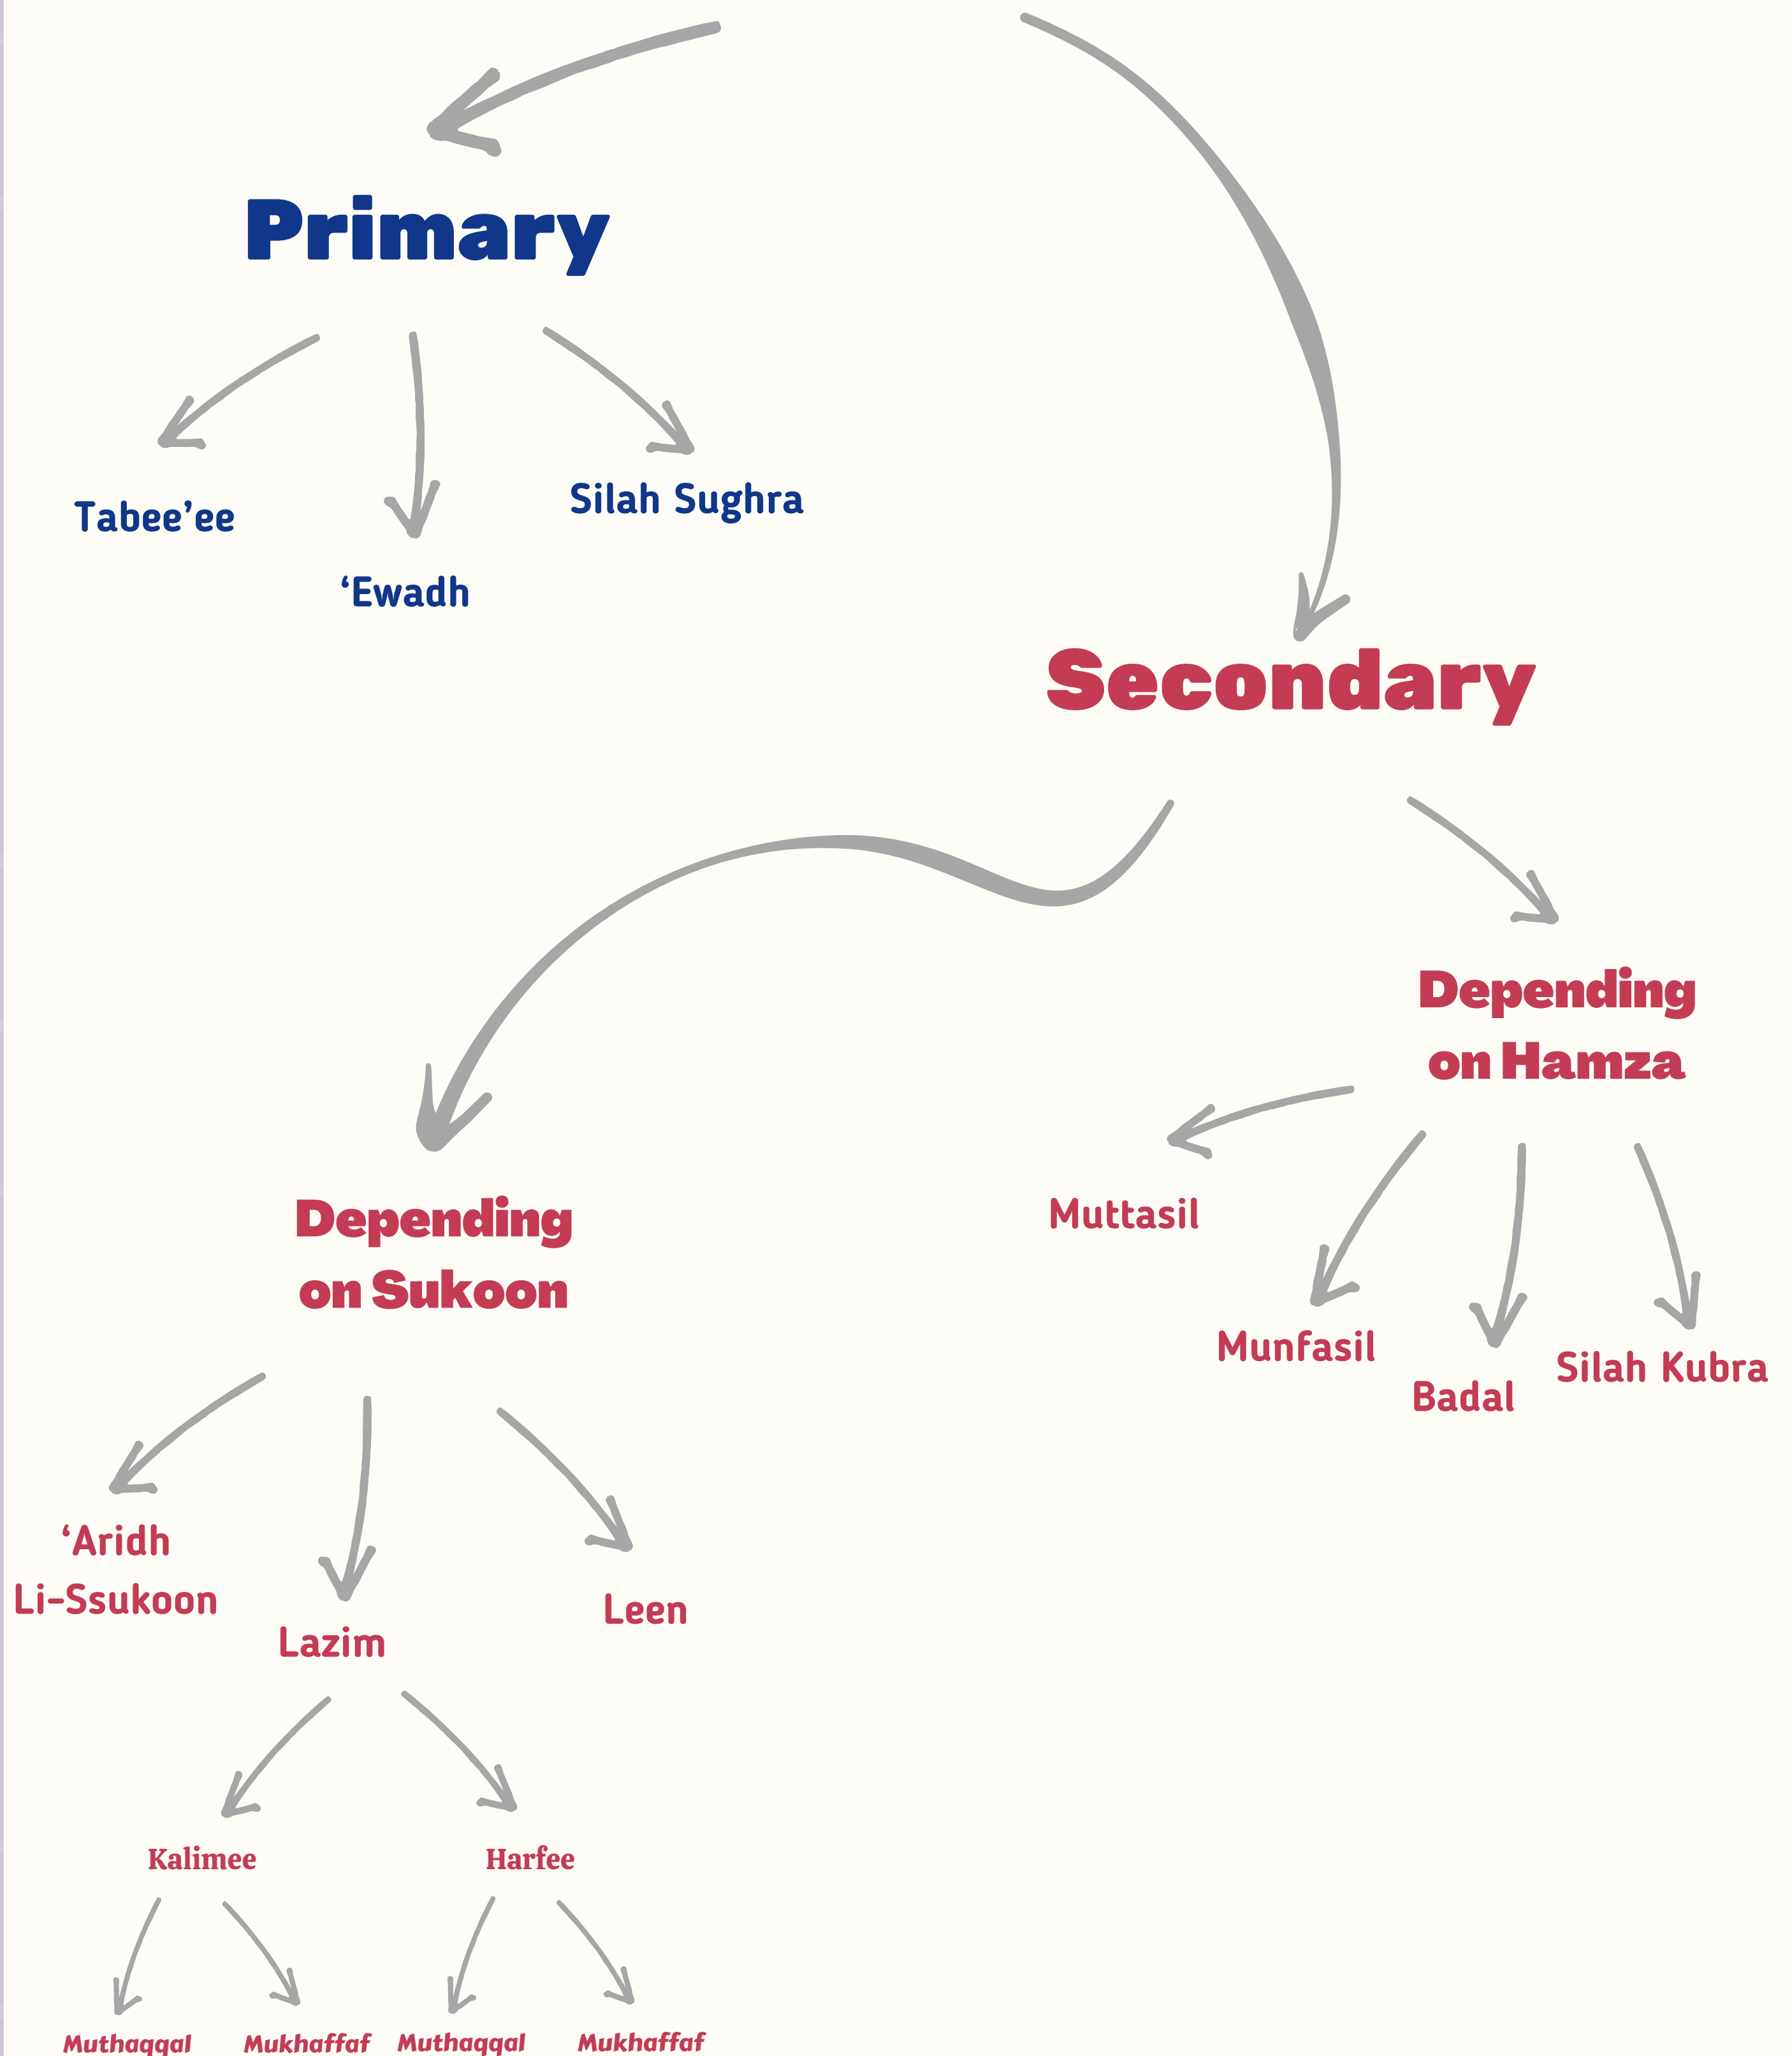 Primary
Tabee’ee
‘Ewadh
Silah Sughra
Secondary
Depending
on Hamza
Muttasil
Munfasil
Badal
Silah Kubra
Depending
on Sukoon
‘Aridh
Li-Ssukoon
Lazim
Leen
Kalimee
Harfee
Muthaqqal
Mukhaffaf
Muthaqqal
Mukhaffaf